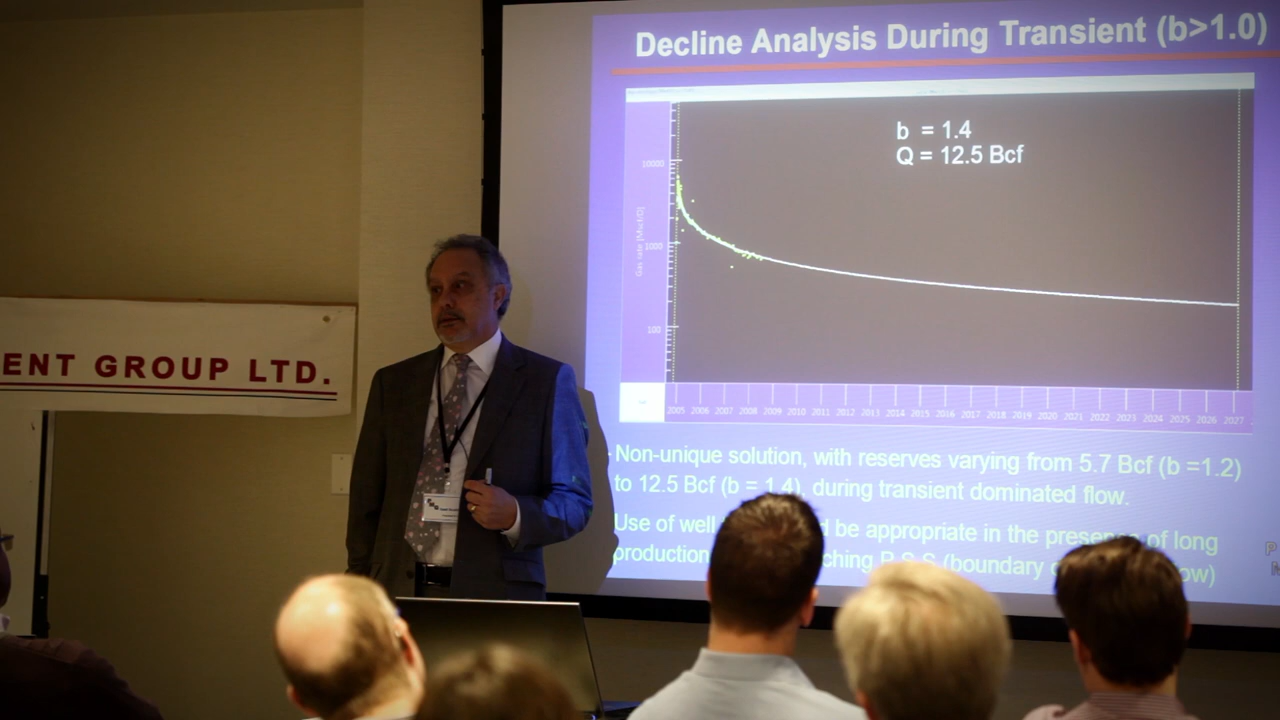 Decline Analysis During Transient (b>1.0)
b = 1.4
Q = 12.5 Bcf
10000
1000
100
Gas rate [Mscf/D]
2005 2006 2007 2008 2009 2010 2011 2012 2013 2014 2015 2016 2017 2018 2019 2020 2021 2022 2023 2024 2025 2026 2027
Non-unique solution, with reserves varying from 5.7 Bcf (b =1.2)
to 12.5 Bcf (b = 1.4), during transient dominated flow.
Use of well be appropriate in the presence of long
production P.S.S (boundary
ENT GROUP LTD.